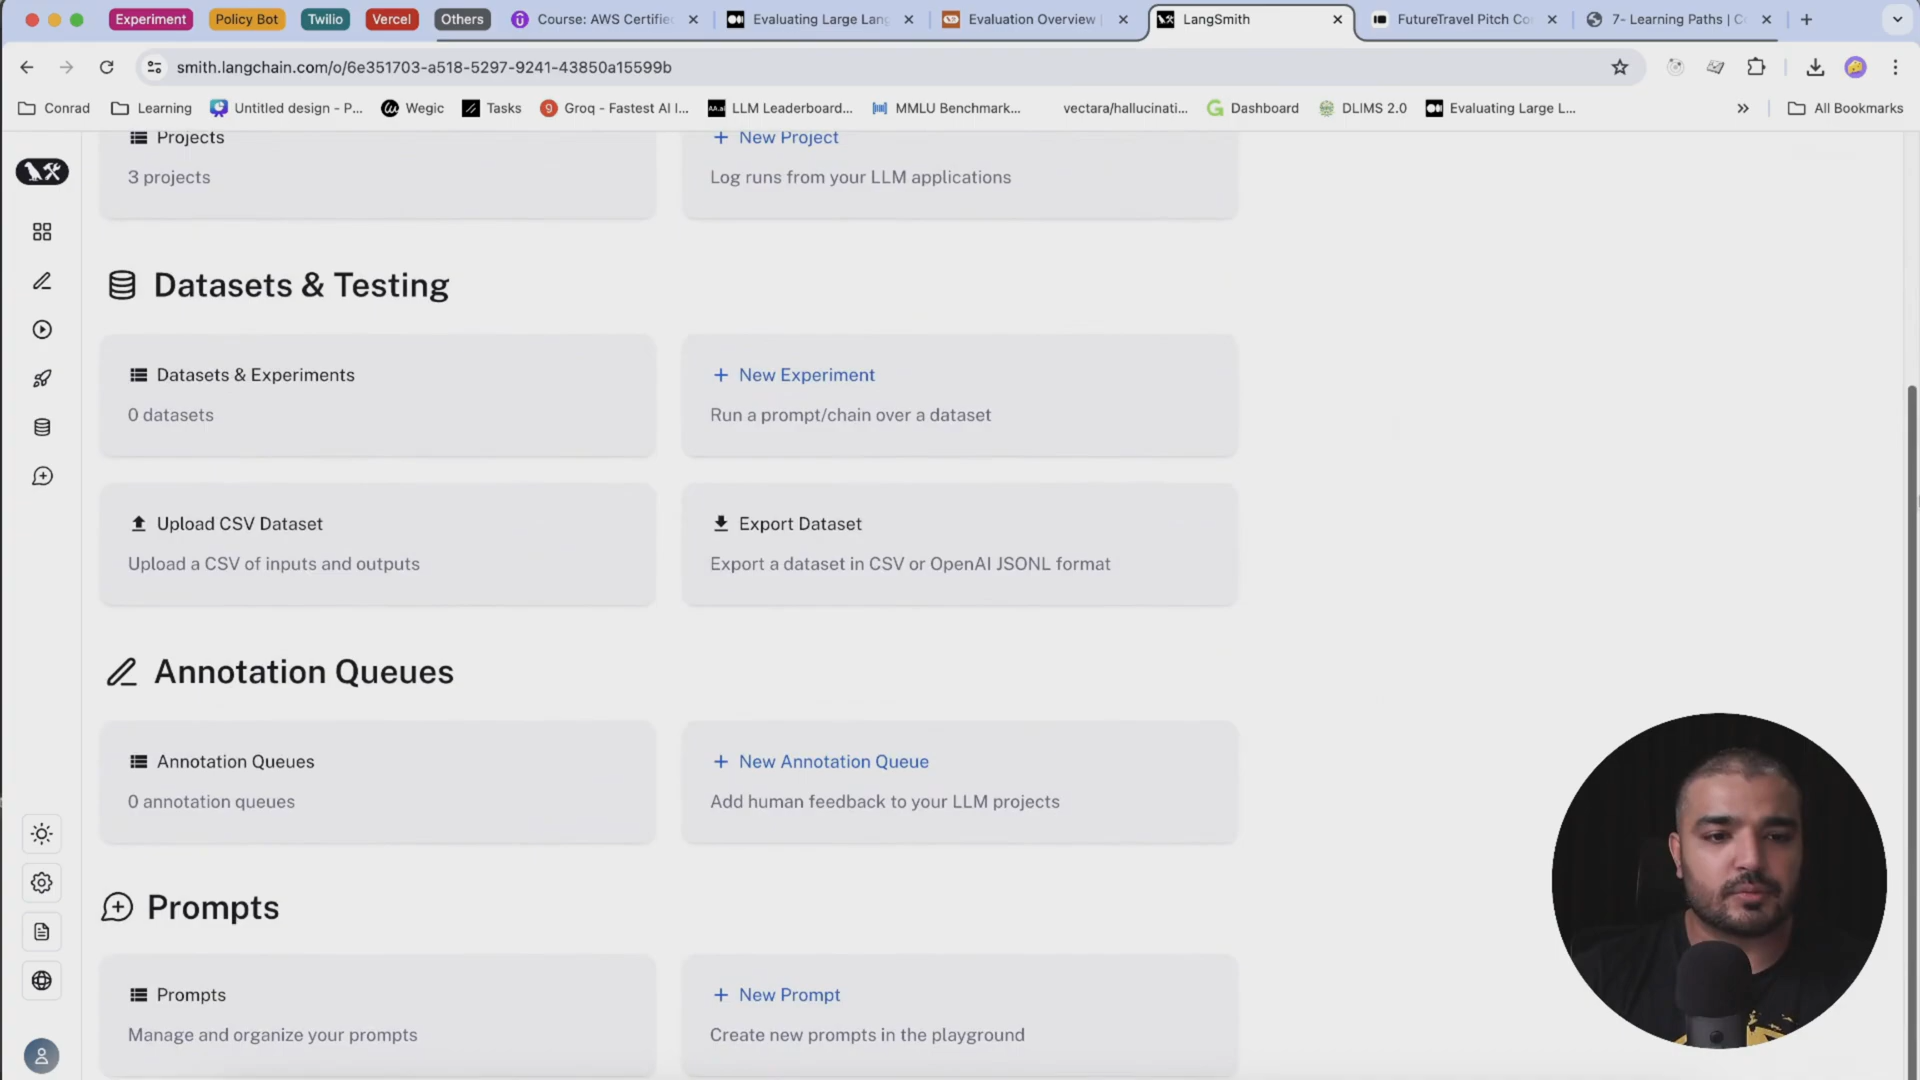 Experiment Policy Bot Twilio Vercel Others Course: AWS Certifie Evaluating Large Lang Evaluation Overview LangSmith FutureTravel Pitch Co 7- Learning Paths | C
smith.langchain.com/o/6e351703-a518-5297-9241-43850a15599b
Conrad Learning Untitled design - P... Wegic Tasks Groq - Fastest AI I... LLM Leaderboard... MMLU Benchmark... vectara/hallucinati... Dashboard DLIMS 2.0 Evaluating Large L... All Bookmarks
Projects
3 projects
+ New Project
Log runs from your LLM applications
Datasets & Testing
Datasets & Experiments
0 datasets
+ New Experiment
Run a prompt/chain over a dataset
Upload CSV Dataset
Upload a CSV of inputs and outputs
Export Dataset
Export a dataset in CSV or OpenAI JSONL format
Annotation Queues
Annotation Queues
0 annotation queues
+ New Annotation Queue
Add human feedback to your LLM projects
Prompts
Prompts
Manage and organize your prompts
+ New Prompt
Create new prompts in the playground